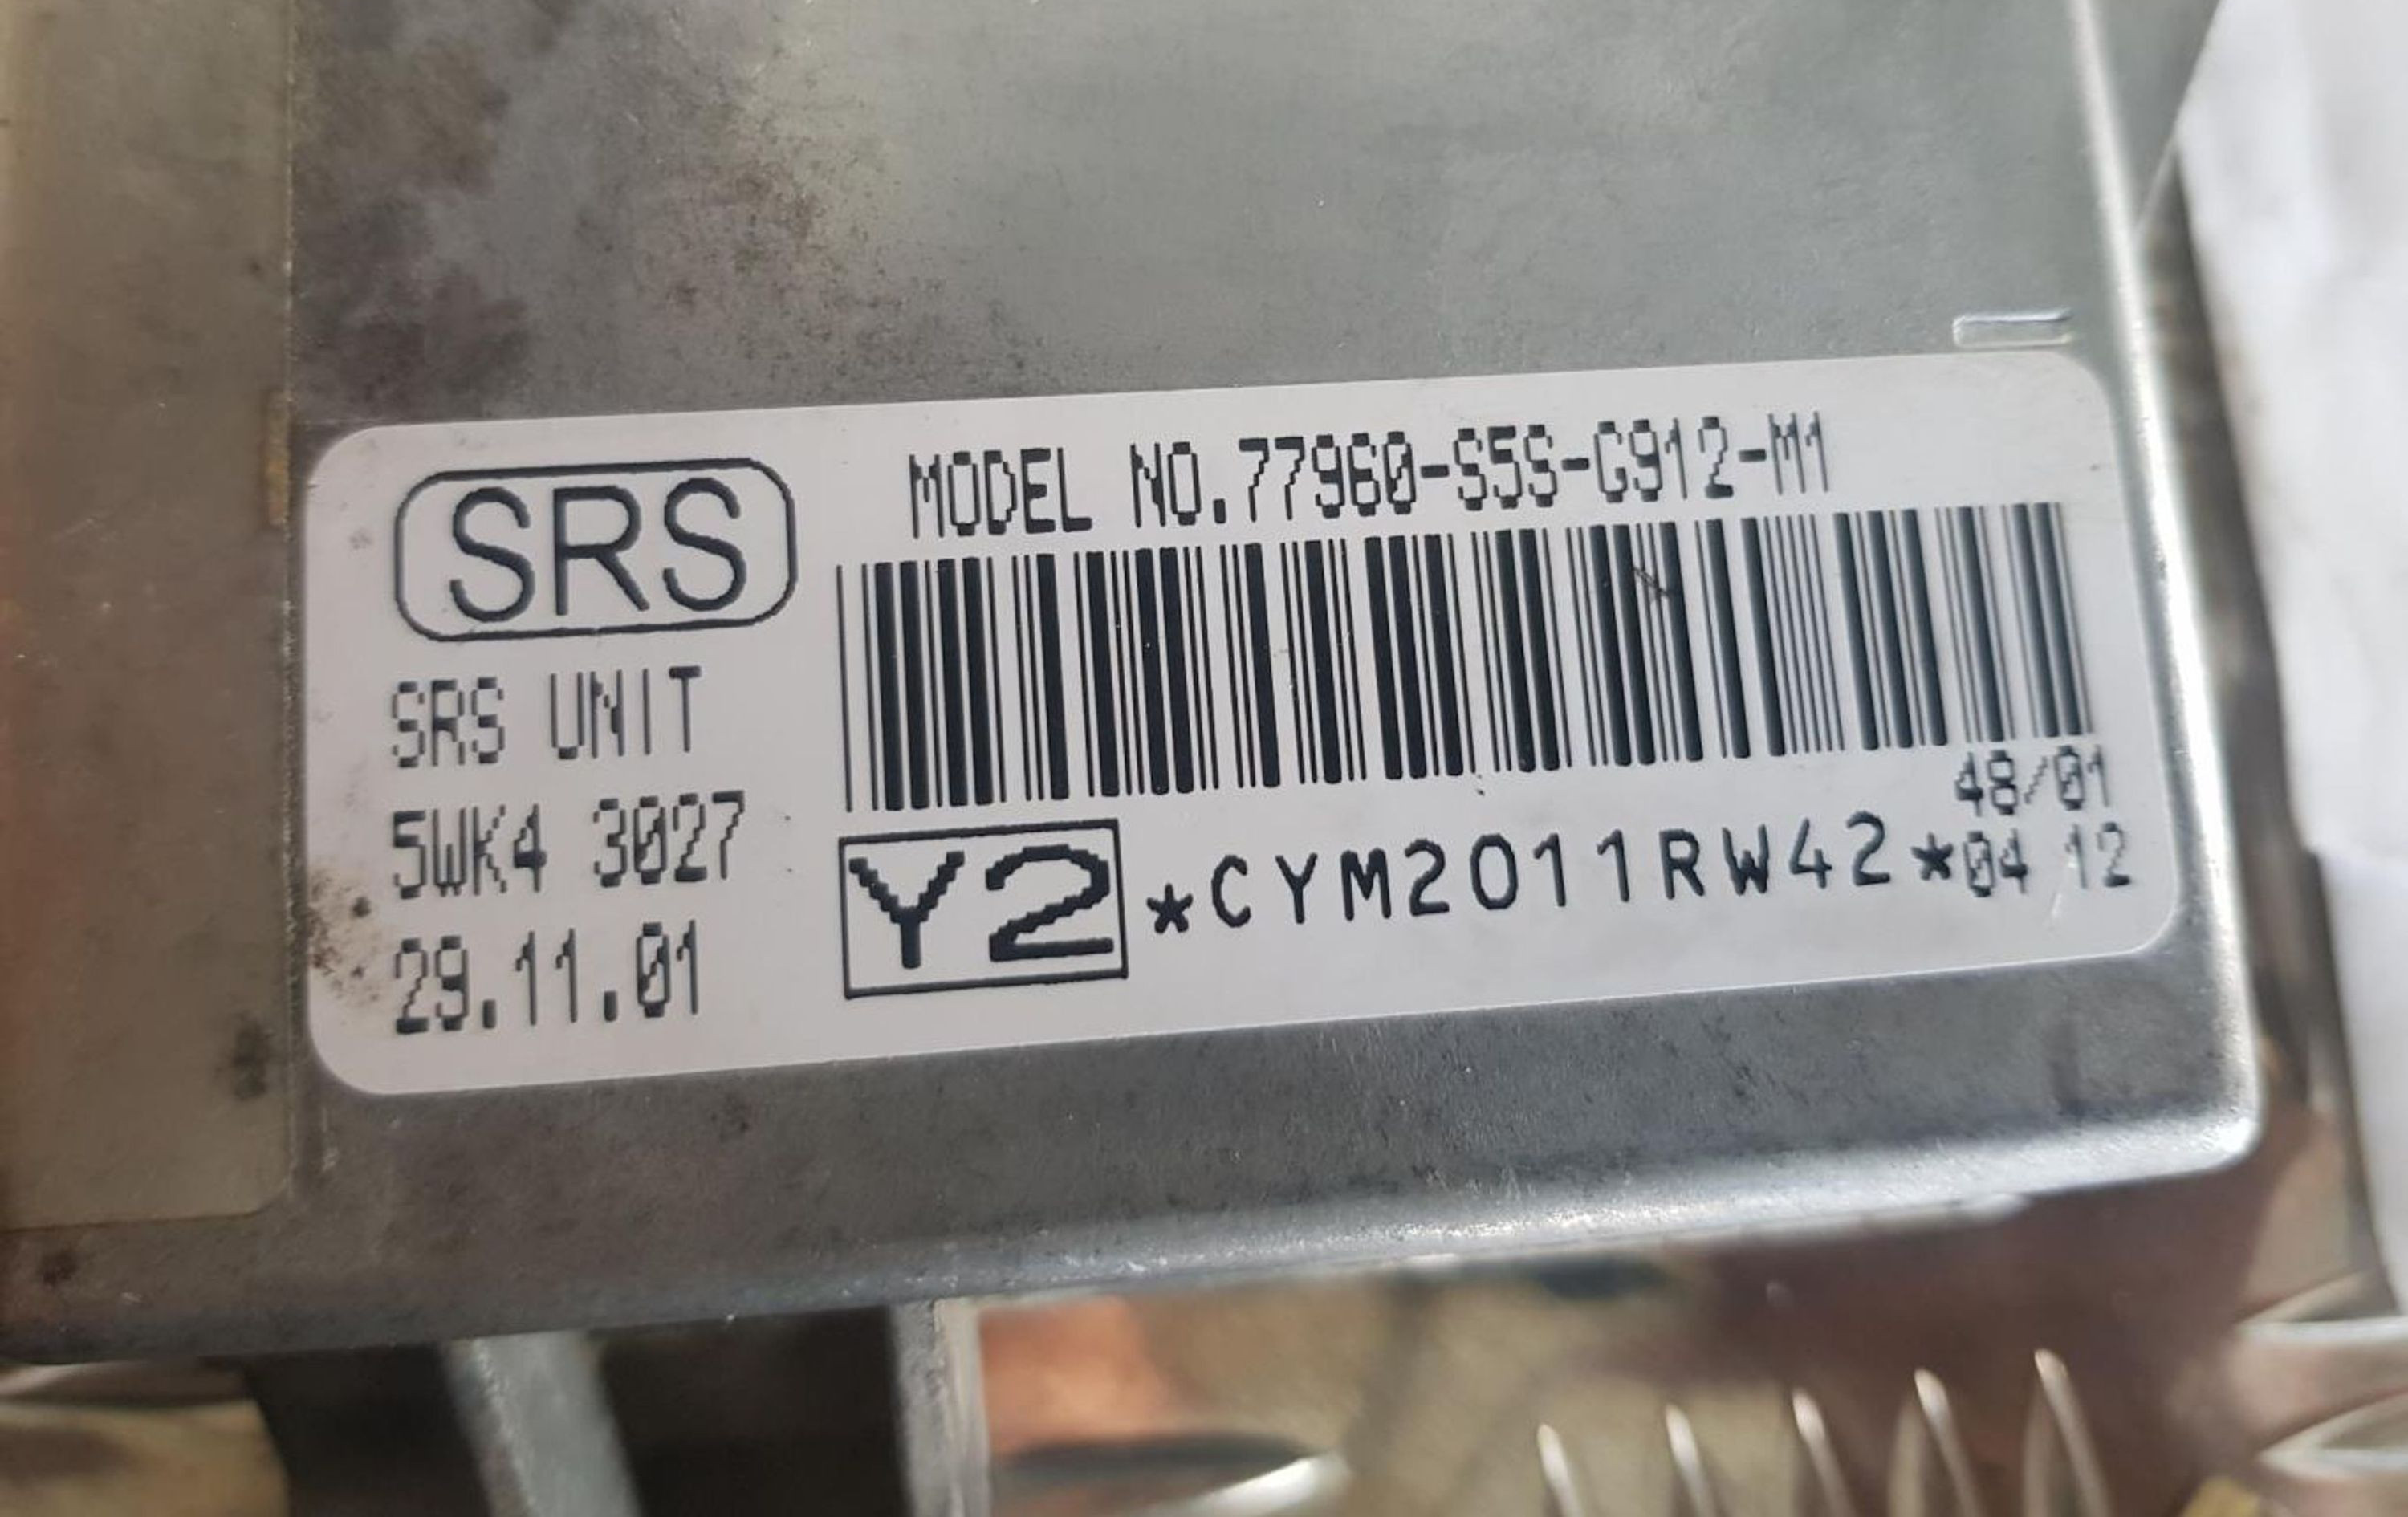 SRS
MODEL NO.77960-S5S-G912-M1
SRS UNIT
5WK4 3027
29.11.01
48/01
Y2 *CYM2011RW42*04 12